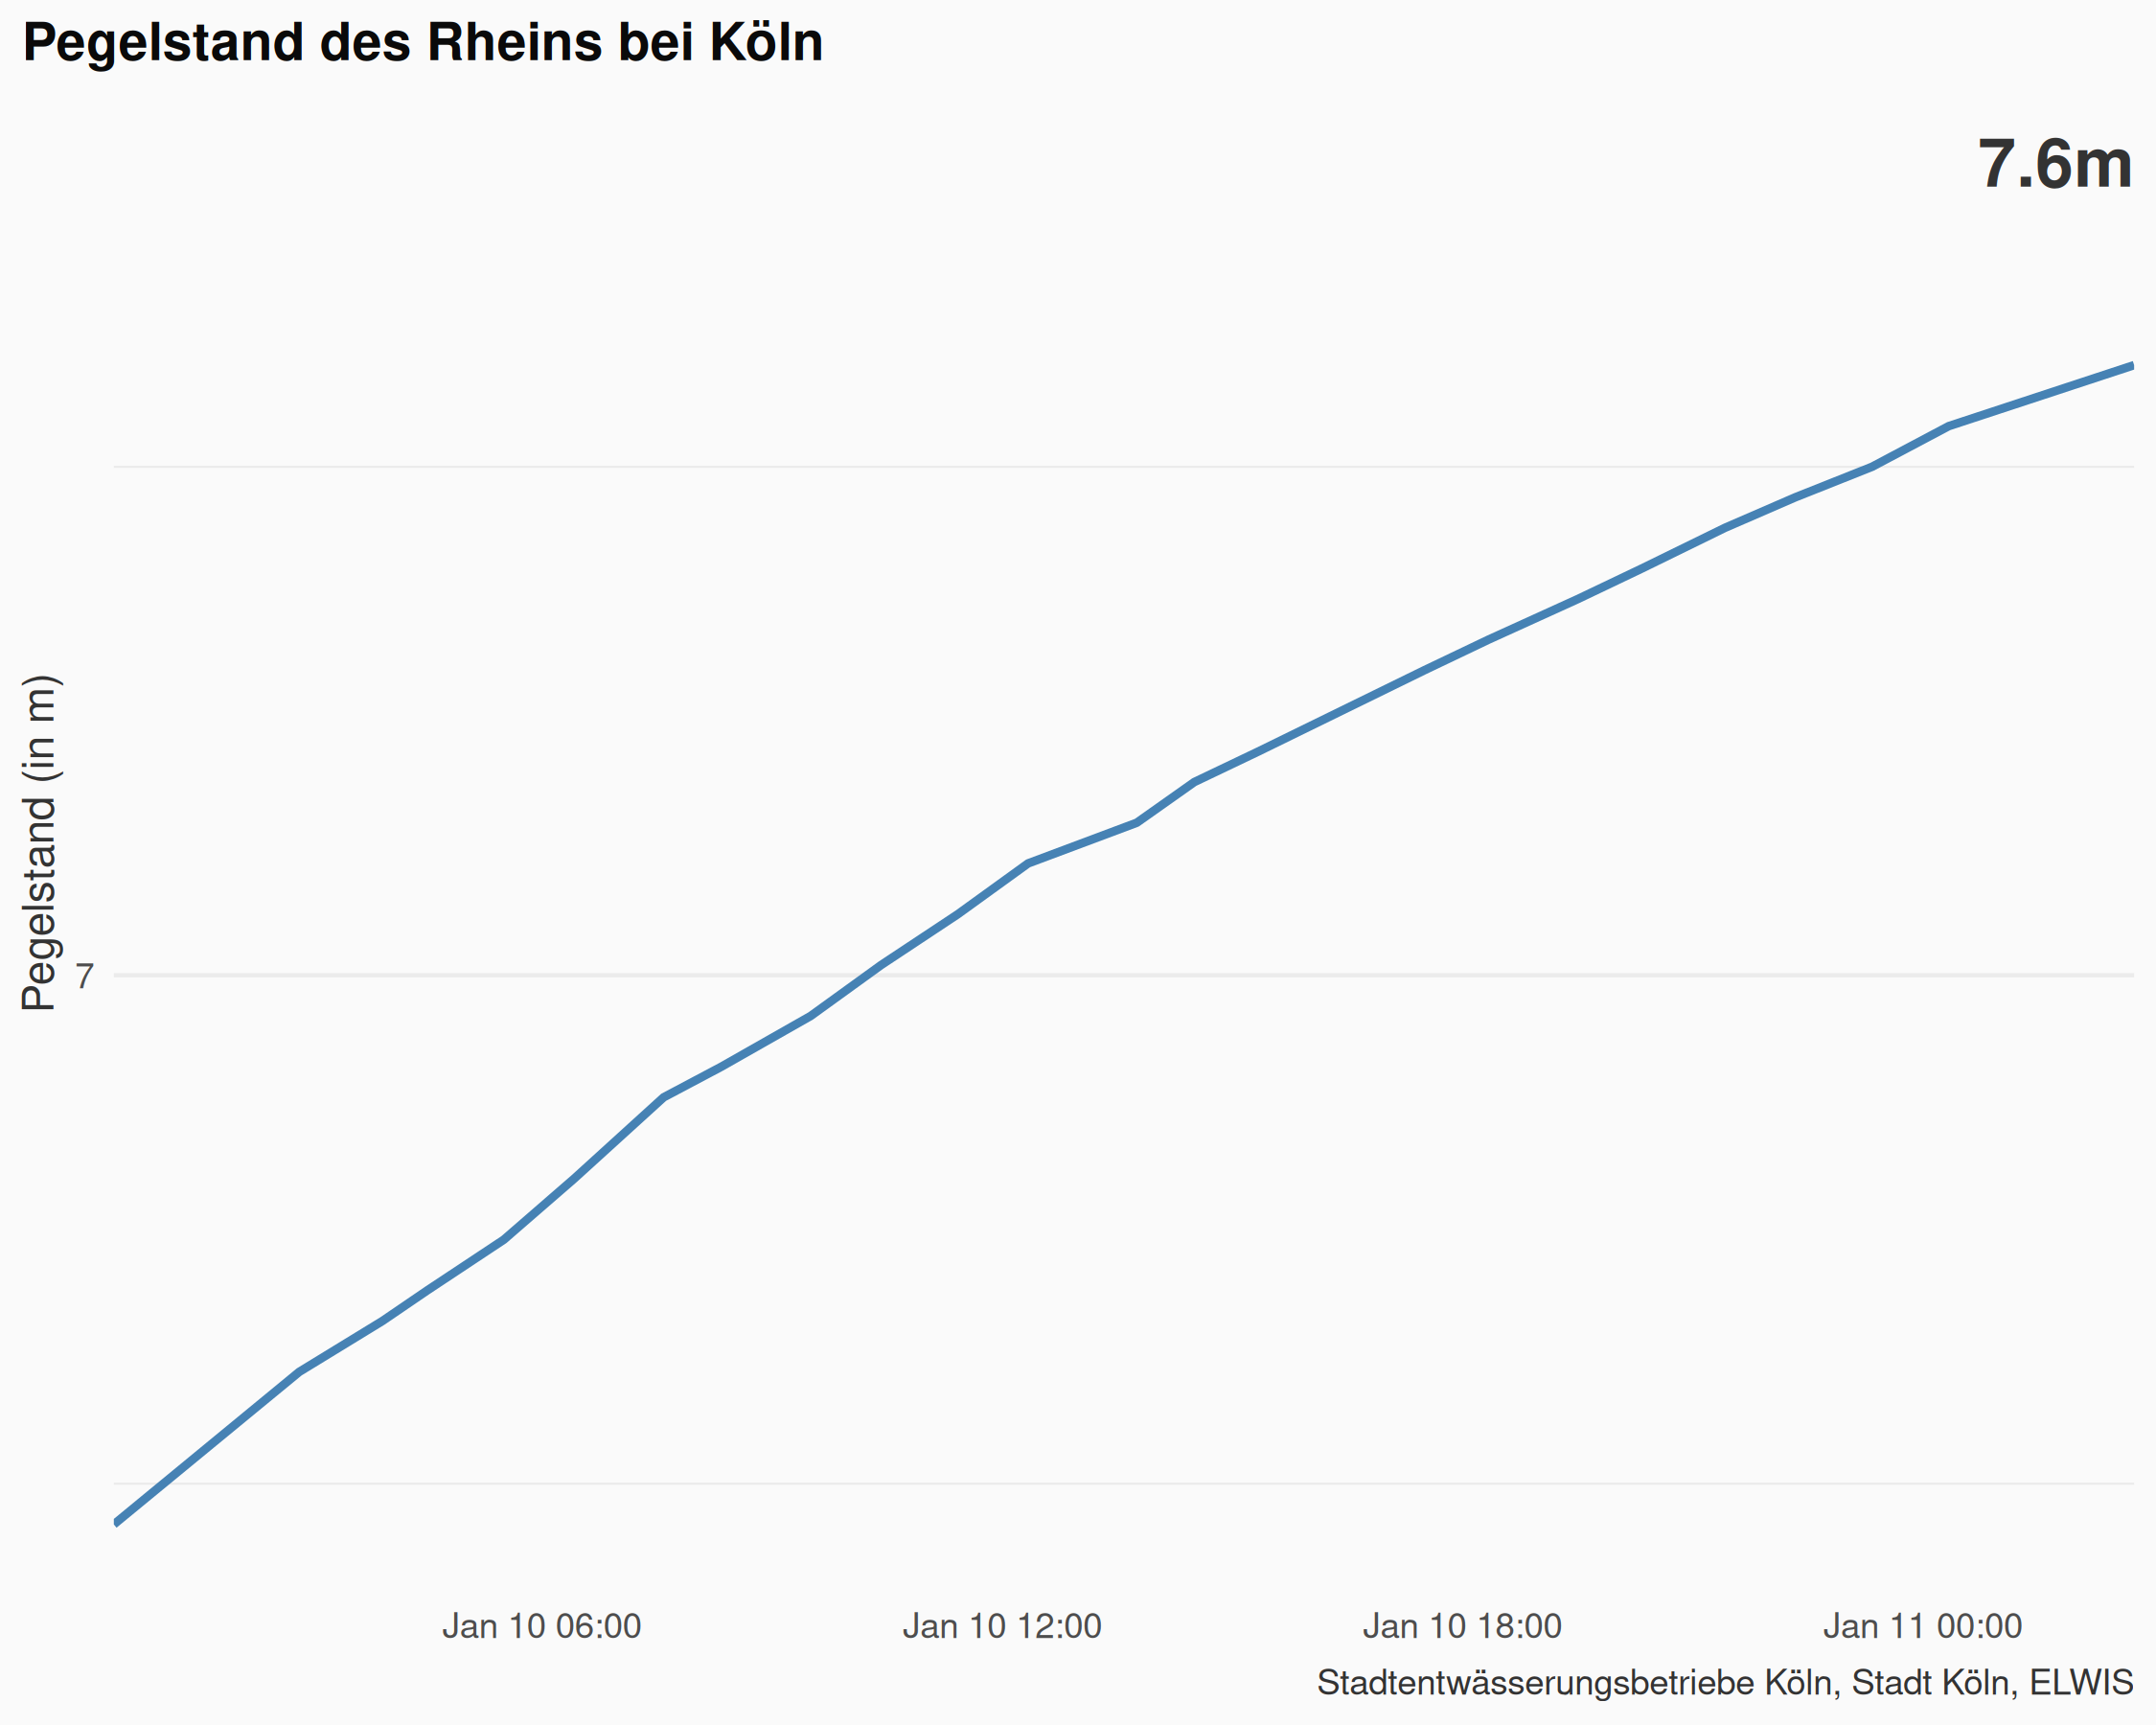 Pegelstand des Rheins bei Köln
7.6m
Pegelstand (in m)
7
Jan 10 06:00
Jan 10 12:00
Jan 10 18:00
Jan 11 00:00
Stadtentwässerungsbetriebe Köln, Stadt Köln, ELWIS